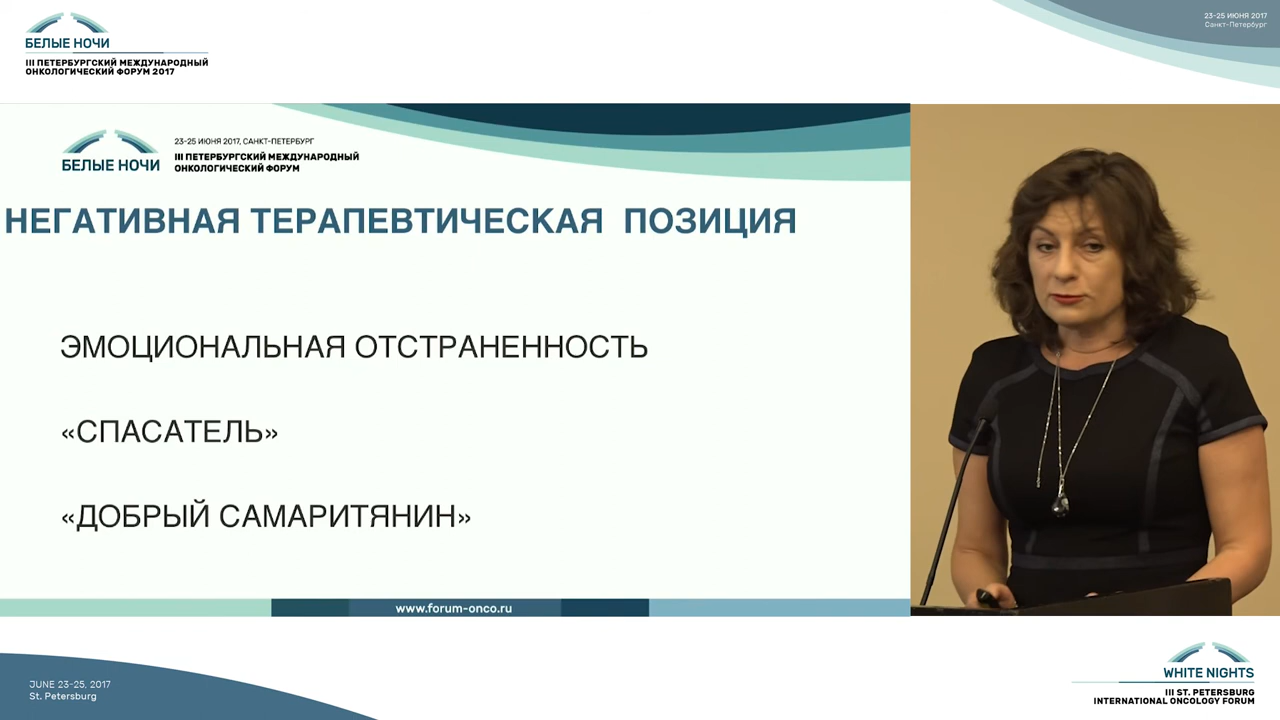 БЕЛЫЕ НОЧИ
III ПЕТЕРБУРГСКИЙ МЕЖДУНАРОДНЫЙ
ОНКОЛОГИЧЕСКИЙ ФОРУМ 2017
23-25 ИЮНЯ 2017
Санкт-Петербург
БЕЛЫЕ НОЧИ
23-25 ИЮНЯ 2017, САНКТ-ПЕТЕРБУРГ
III ПЕТЕРБУРГСКИЙ МЕЖДУНАРОДНЫЙ
ОНКОЛОГИЧЕСКИЙ ФОРУМ
НЕГАТИВНАЯ ТЕРАПЕВТИЧЕСКАЯ ПОЗИЦИЯ
ЭМОЦИОНАЛЬНАЯ ОТСТРАНЕННОСТЬ
«СПАСАТЕЛЬ»
«ДОБРЫЙ САМАРИТЯНИН»
www.forum-onco.ru
JUNE 23-25, 2017
St. Petersburg
WHITE NIGHTS
III ST. PETERSBURG
INTERNATIONAL ONCOLOGY FORUM